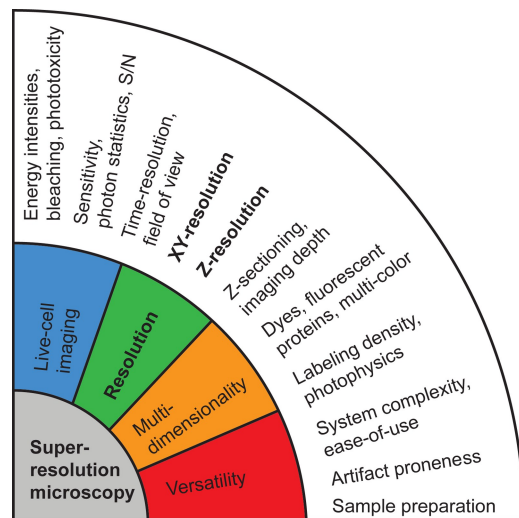 Energy intensities,
bleaching, phototoxicity
Sensitivity,
photon statistics, S/N
Time-resolution,
field of view
XY-resolution
Z-resolution
Z-sectioning,
imaging depth
Dyes, fluorescent
proteins, multi-color
Labeling density,
photophysics
System complexity,
ease-of-use
Artifact proneness
Sample preparation
Live-cell
imaging
Resolution
Multi-
dimensionality
Versatility
Super-
resolution
microscopy